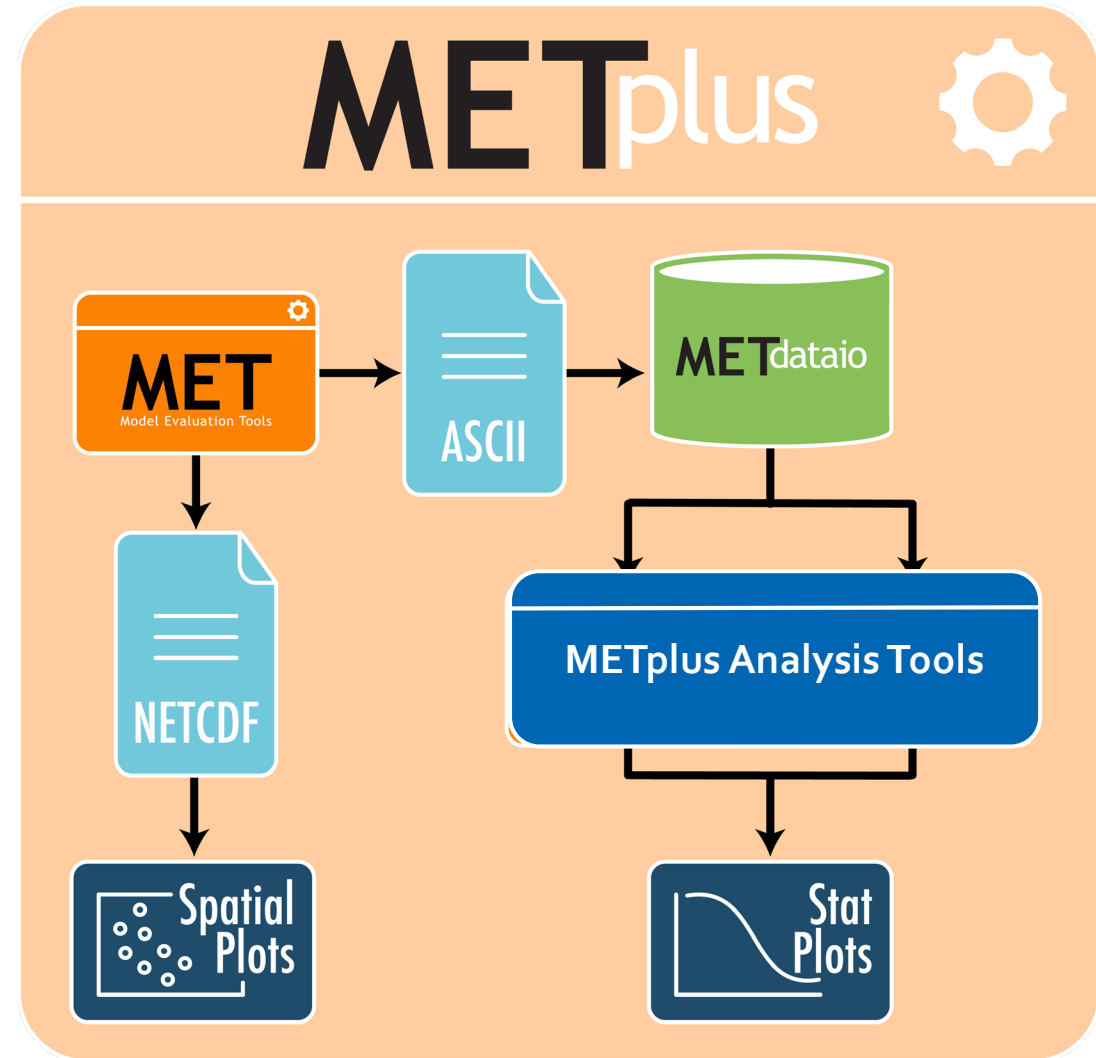 METplus
MET
Model Evaluation Tools
ASCII
METdataio
NETCDF
METplus Analysis Tools
Spatial
Plots
Stat
Plots